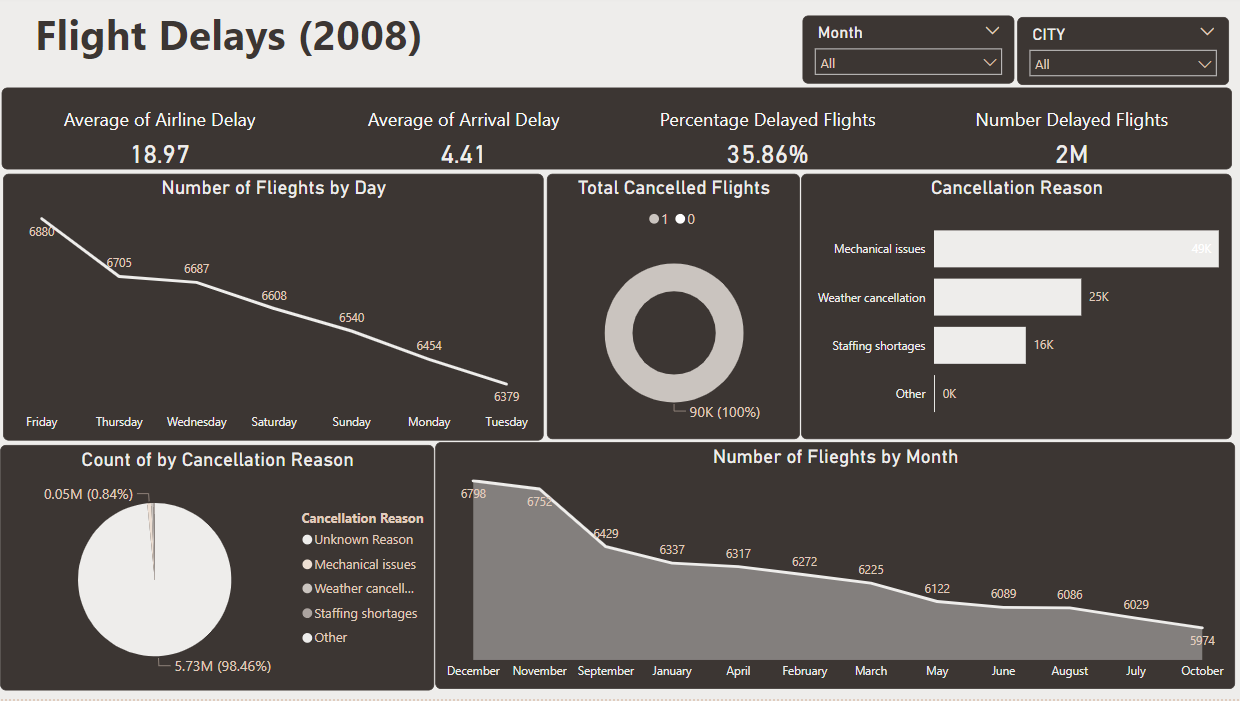 Flight Delays (2008)
Month
All
CITY
All
Average of Airline Delay
18.97
Average of Arrival Delay
4.41
Percentage Delayed Flights
35.86%
Number Delayed Flights
2M
Number of Flieghts by Day
6880
6705
6687
6608
6540
6454
6379
Friday Thursday Wednesday Saturday Sunday Monday Tuesday
Total Cancelled Flights
1 0
90K (100%)
Cancellation Reason
Mechanical issues 49K
Weather cancellation 25K
Staffing shortages 16K
Other 0K
Count of by Cancellation Reason
0.05M (0.84%)
5.73M (98.46%)
Cancellation Reason
Unknown Reason
Mechanical issues
Weather cancell...
Staffing shortages
Other
Number of Flieghts by Month
6798
6752
6429
6337
6317
6272
6225
6122
6089
6086
6029
5974
December November September January April February March May June August July October